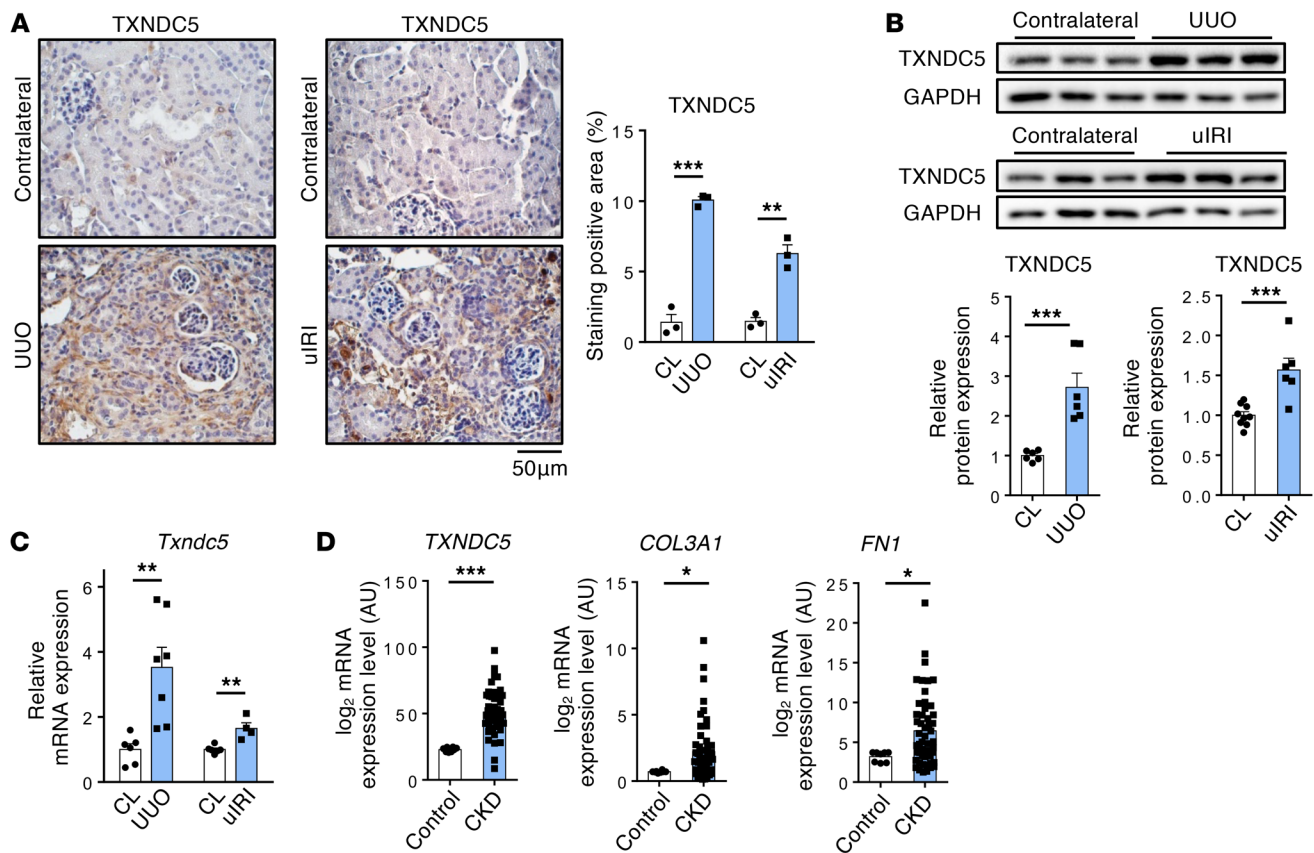 A
TXNDC5
TXNDC5
Contralateral
Contralateral
UUO
uIRI
50μm
TXNDC5
Staining positive area (%)
15
10
5
0
***
**
CL
UUO
CL
uIRI
B
Contralateral UUO
TXNDC5
GAPDH
Contralateral uIRI
TXNDC5
GAPDH
TXNDC5
Relative
protein expression
5
4
3
2
1
0
***
CL
UUO
TXNDC5
Relative
protein expression
2.5
2.0
1.5
1.0
0.5
0.0
***
CL
uIRI
C
Txndc5
Relative
mRNA expression
6
4
2
0
**
**
CL
UUO
CL
uIRI
D
TXNDC5
log₂ mRNA
expression level (AU)
150
100
50
0
***
Control
CKD
COL3A1
log₂ mRNA
expression level (AU)
15
10
5
0
*
Control
CKD
FN1
log₂ mRNA
expression level (AU)
25
20
15
10
5
0
*
Control
CKD